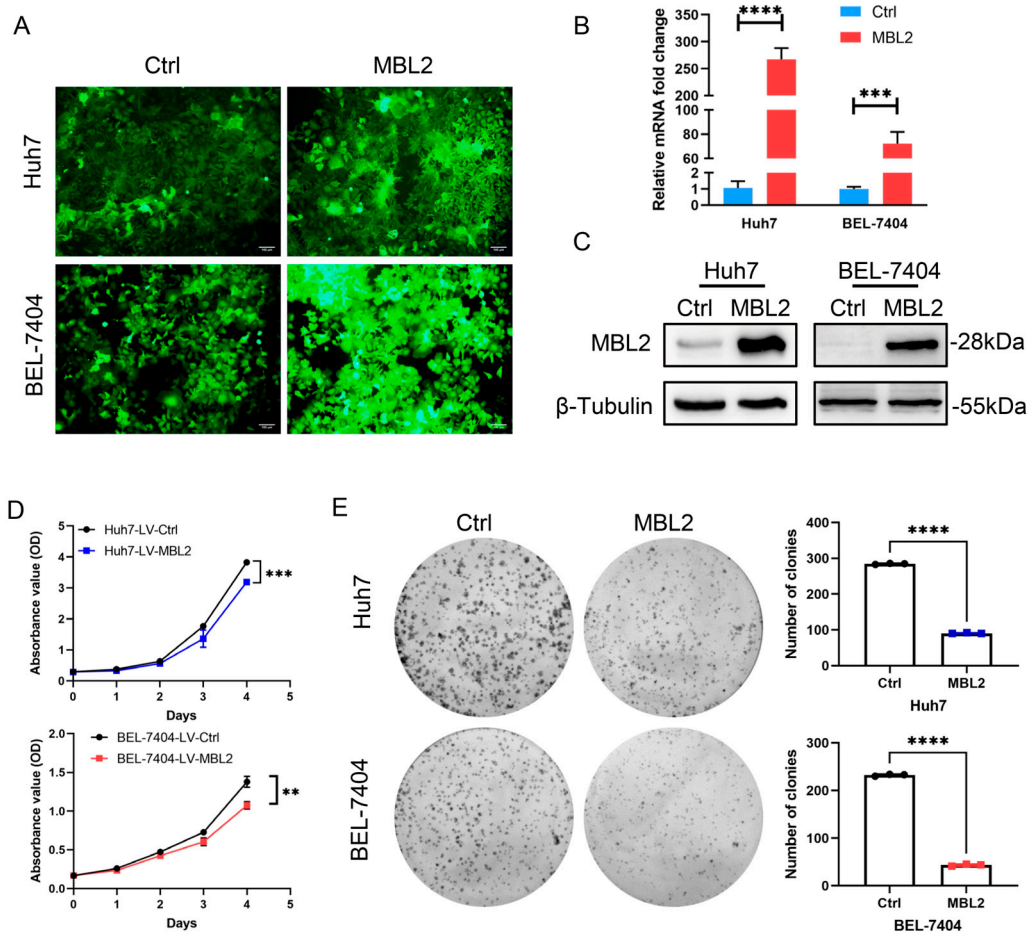 A
Ctrl MBL2
Huh7
BEL-7404
B
Ctrl
MBL2
Relative mRNA fold change
350
300
250
200
150
100
100
80
60
2
1
0
****
***
Huh7 BEL-7404
C
Huh7 BEL-7404
Ctrl MBL2 Ctrl MBL2
MBL2 -28kDa
β-Tubulin -55kDa
D
Huh7-LV-Ctrl
Huh7-LV-MBL2
Absorbance value (OD)
5
4
3
2
1
0
***
0 1 2 3 4 5
Days
BEL-7404-LV-Ctrl
BEL-7404-LV-MBL2
Absorbance value (OD)
2.0
1.5
1.0
0.5
0.0
**
0 1 2 3 4 5
Days
E
Ctrl MBL2
Huh7
BEL-7404
Number of clonies
400
300
200
100
0
****
Ctrl MBL2
Huh7
Number of clonies
300
200
100
0
****
Ctrl MBL2
BEL-7404